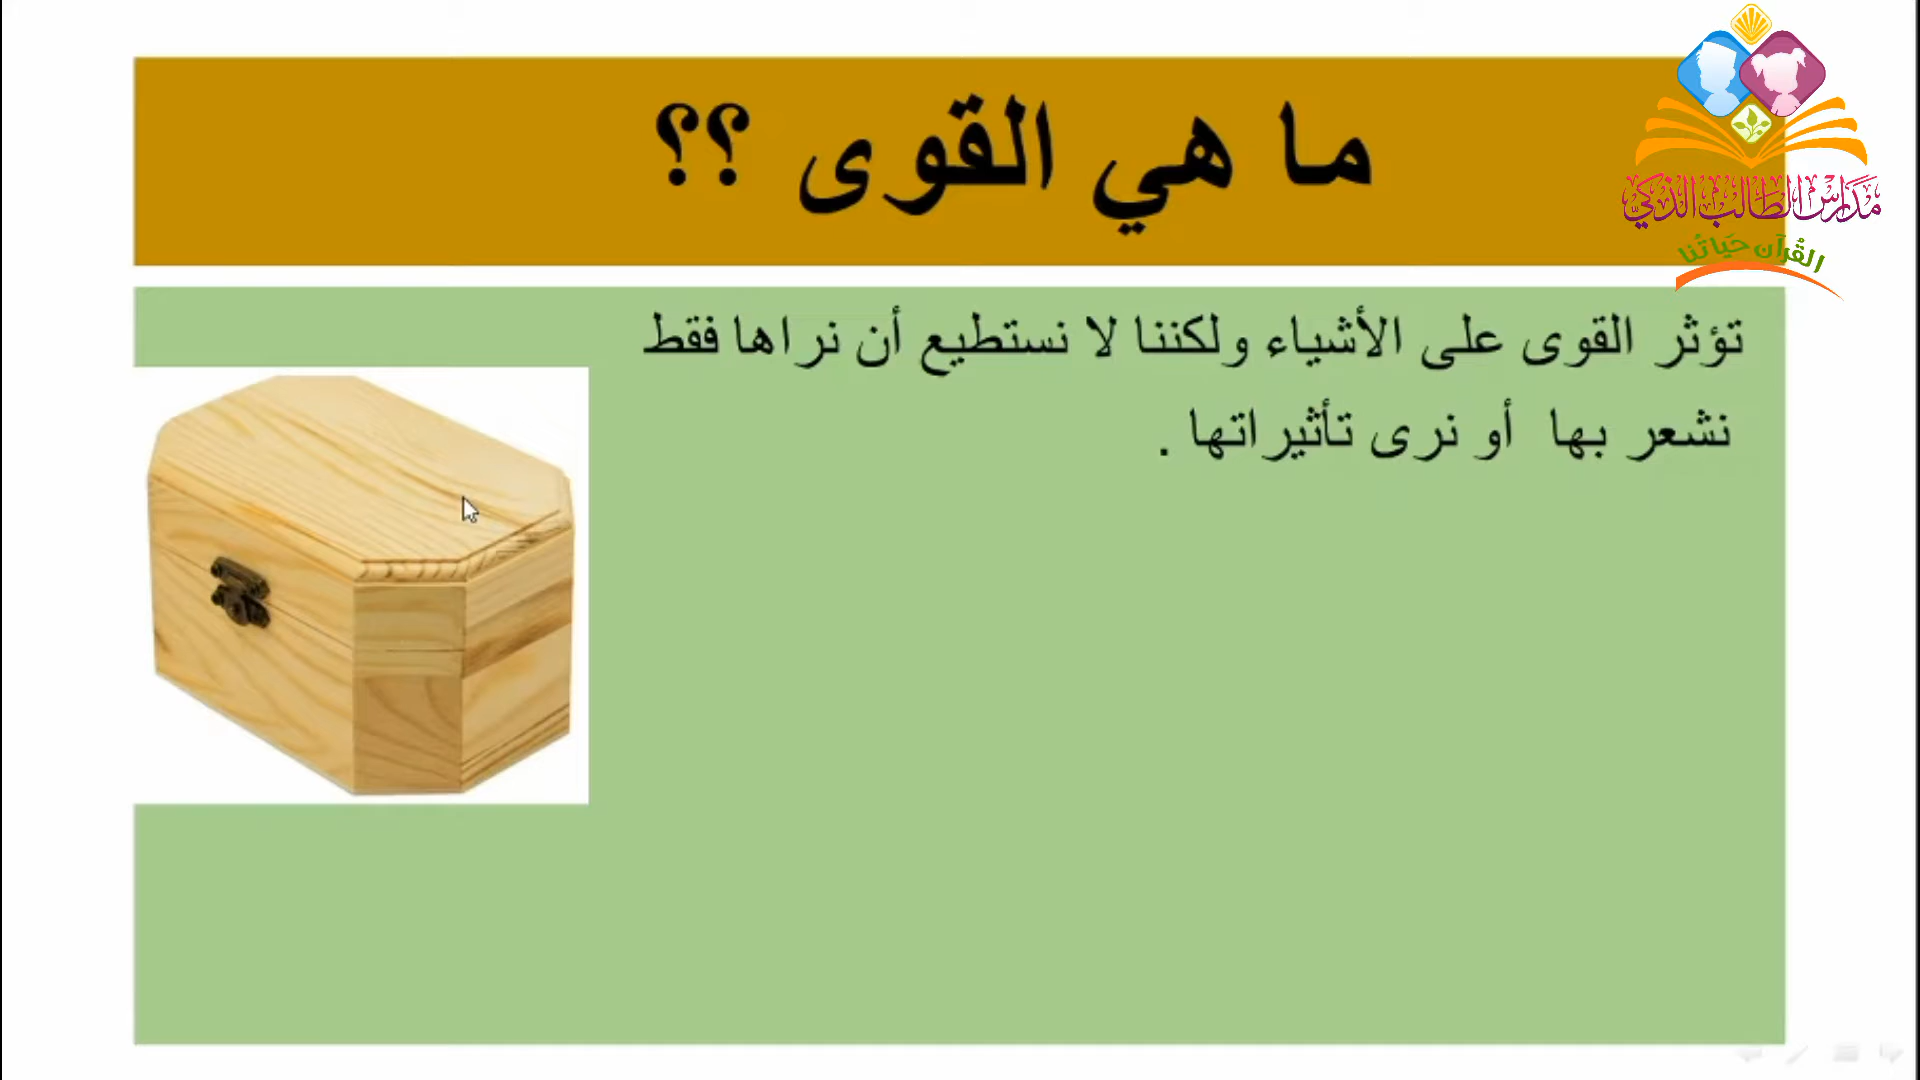 ما هي القوى ؟؟
مدارس الطالب الذكي
القرآن حياتنا
تؤثر القوى على الأشياء ولكننا لا نستطيع أن نراها فقط
نشعر بها أو نرى تأثيراتها .